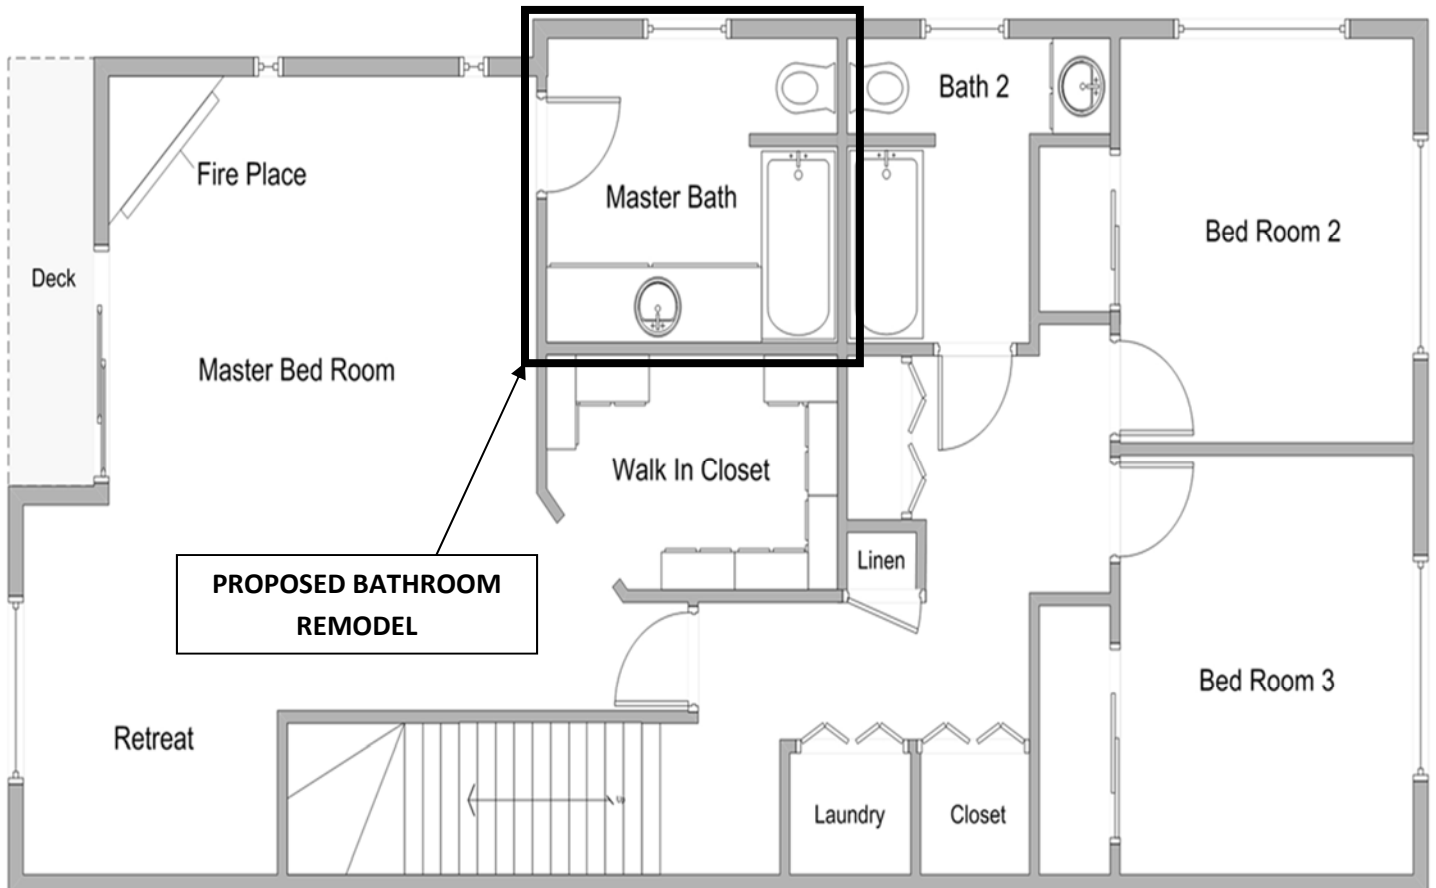 Bath 2
Fire Place
Master Bath
Bed Room 2
Deck
Master Bed Room
Walk In Closet
Linen
PROPOSED BATHROOM
REMODEL
Bed Room 3
Retreat
Laundry
Closet